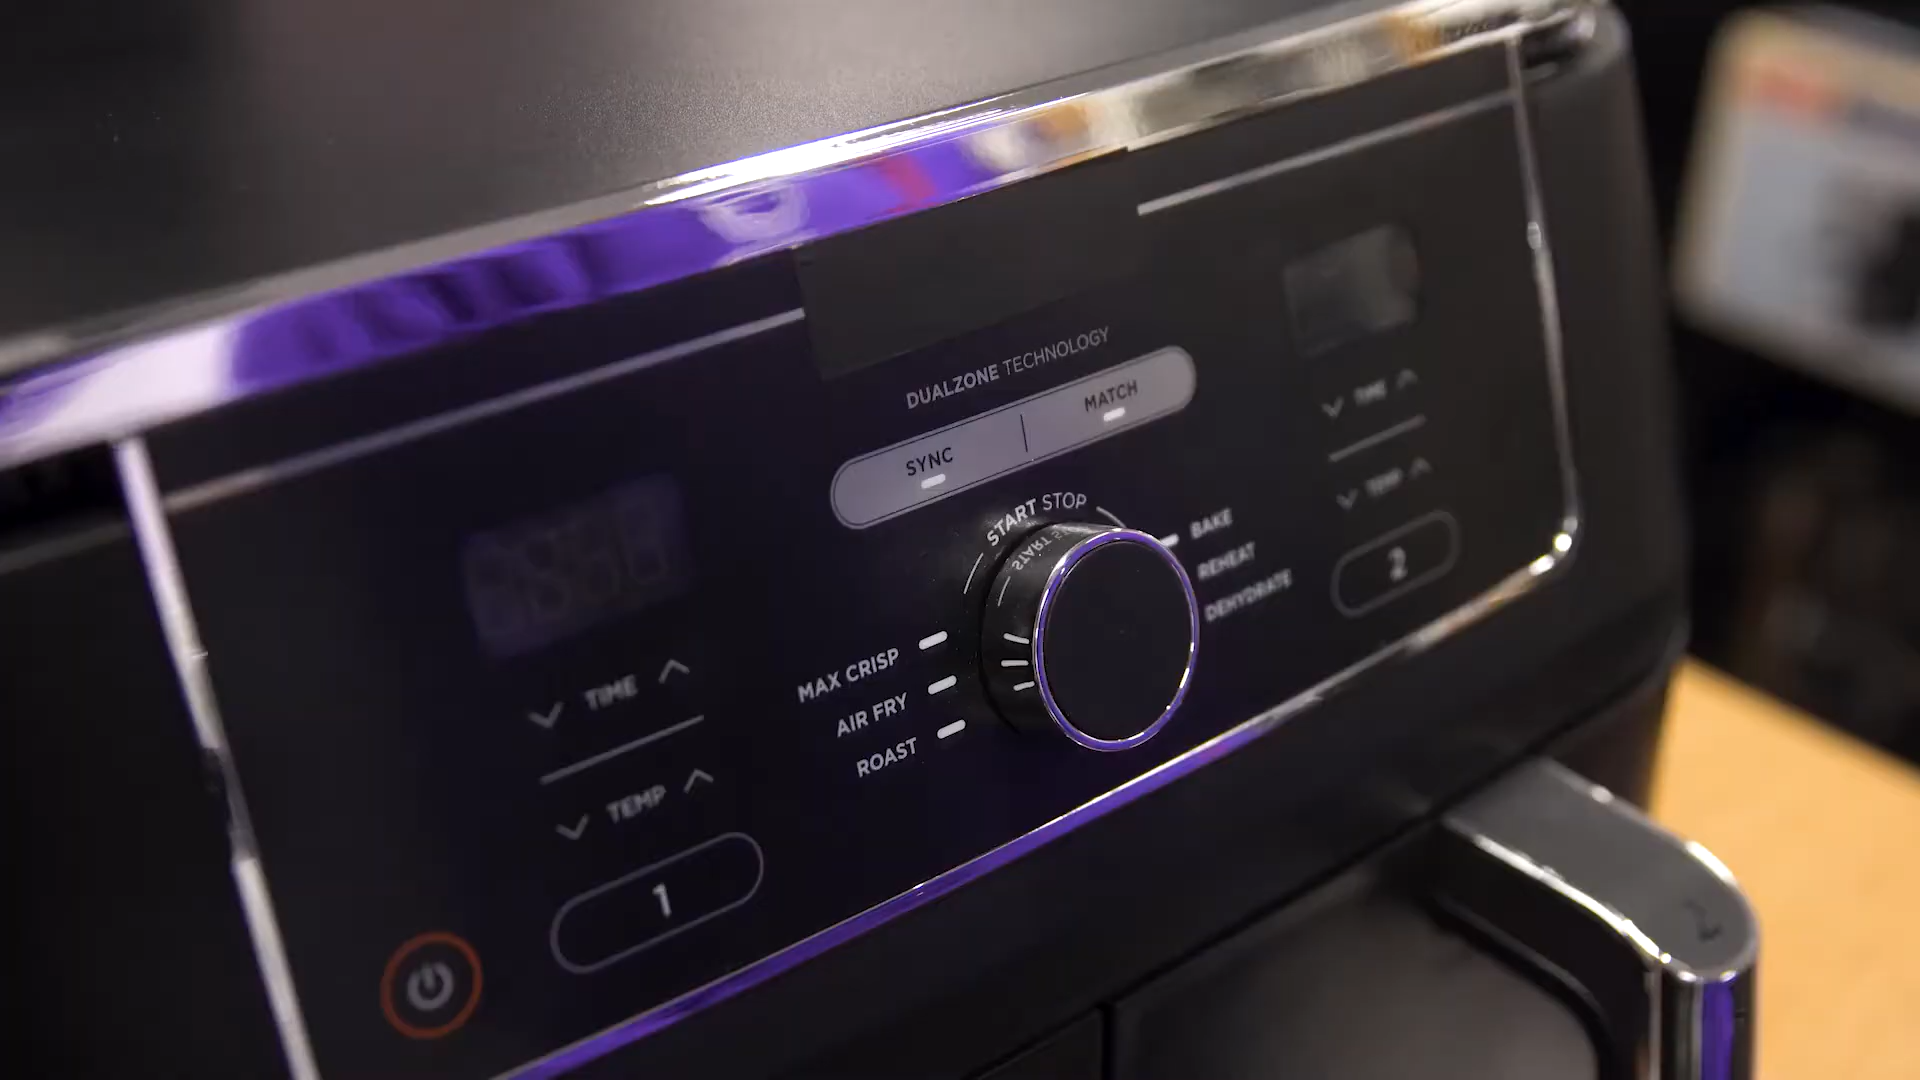 DUALZONE TECHNOLOGY
SYNC
MATCH
START STOP
MAX CRISP
AIR FRY
ROAST
BAKE
REHEAT
DEHYDRATE
TIME
TEMP
1
TIME
TEMP
2
2